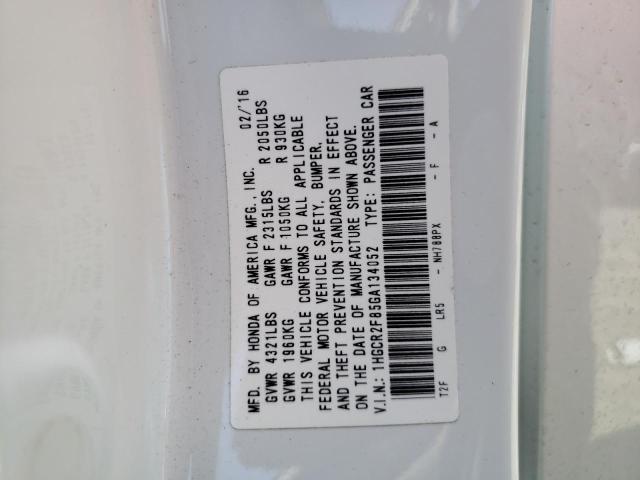 MFD. BY HONDA OF AMERICA MFG., INC. 02/'16
GVWR 4321LBS GAWR F 2315LBS R 2050LBS
GVWR 1960KG GAWR F 1050KG R 930KG
THIS VEHICLE CONFORMS TO ALL APPLICABLE
FEDERAL MOTOR VEHICLE SAFETY, BUMPER,
AND THEFT PREVENTION STANDARDS IN EFFECT
ON THE DATE OF MANUFACTURE SHOWN ABOVE.
V.I.N.: 1HGCR2F85GA134052 TYPE: PASSENGER CAR
T2F G LR5 - NH788PX - F - A